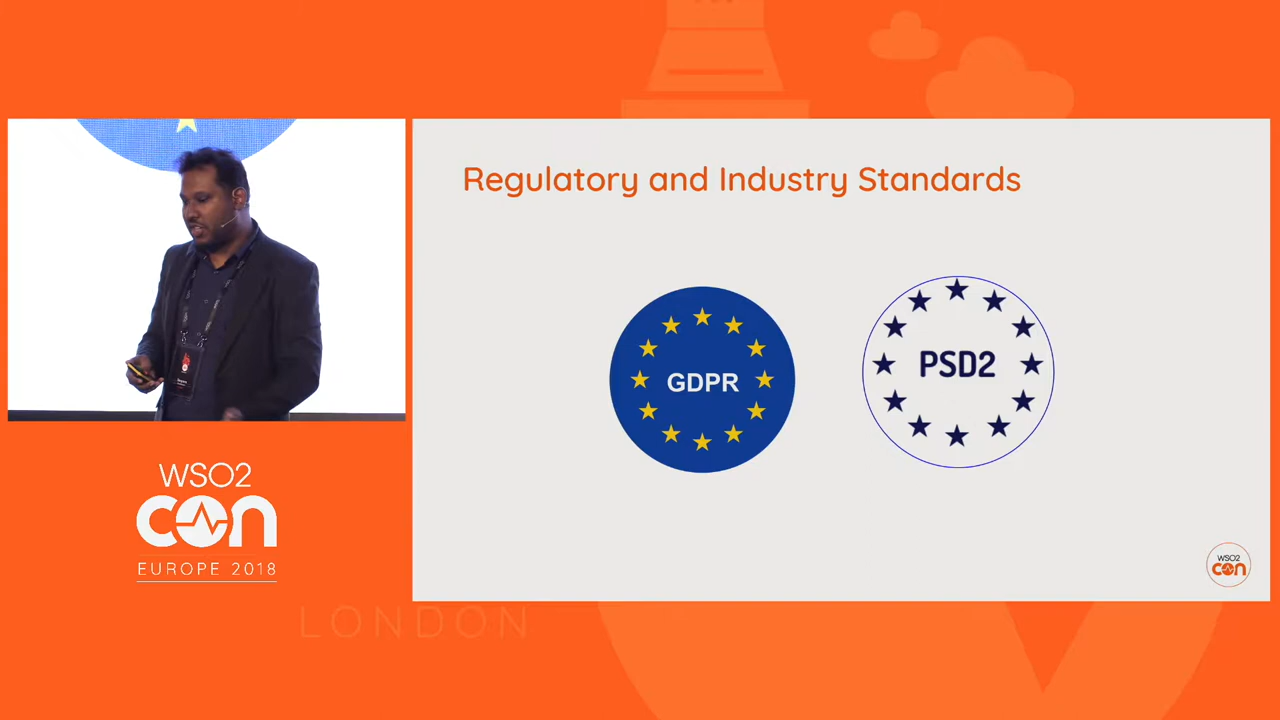 Regulatory and Industry Standards
GDPR
PSD2
WSO2
con
EUROPE 2018
LONDON
WSO2
con